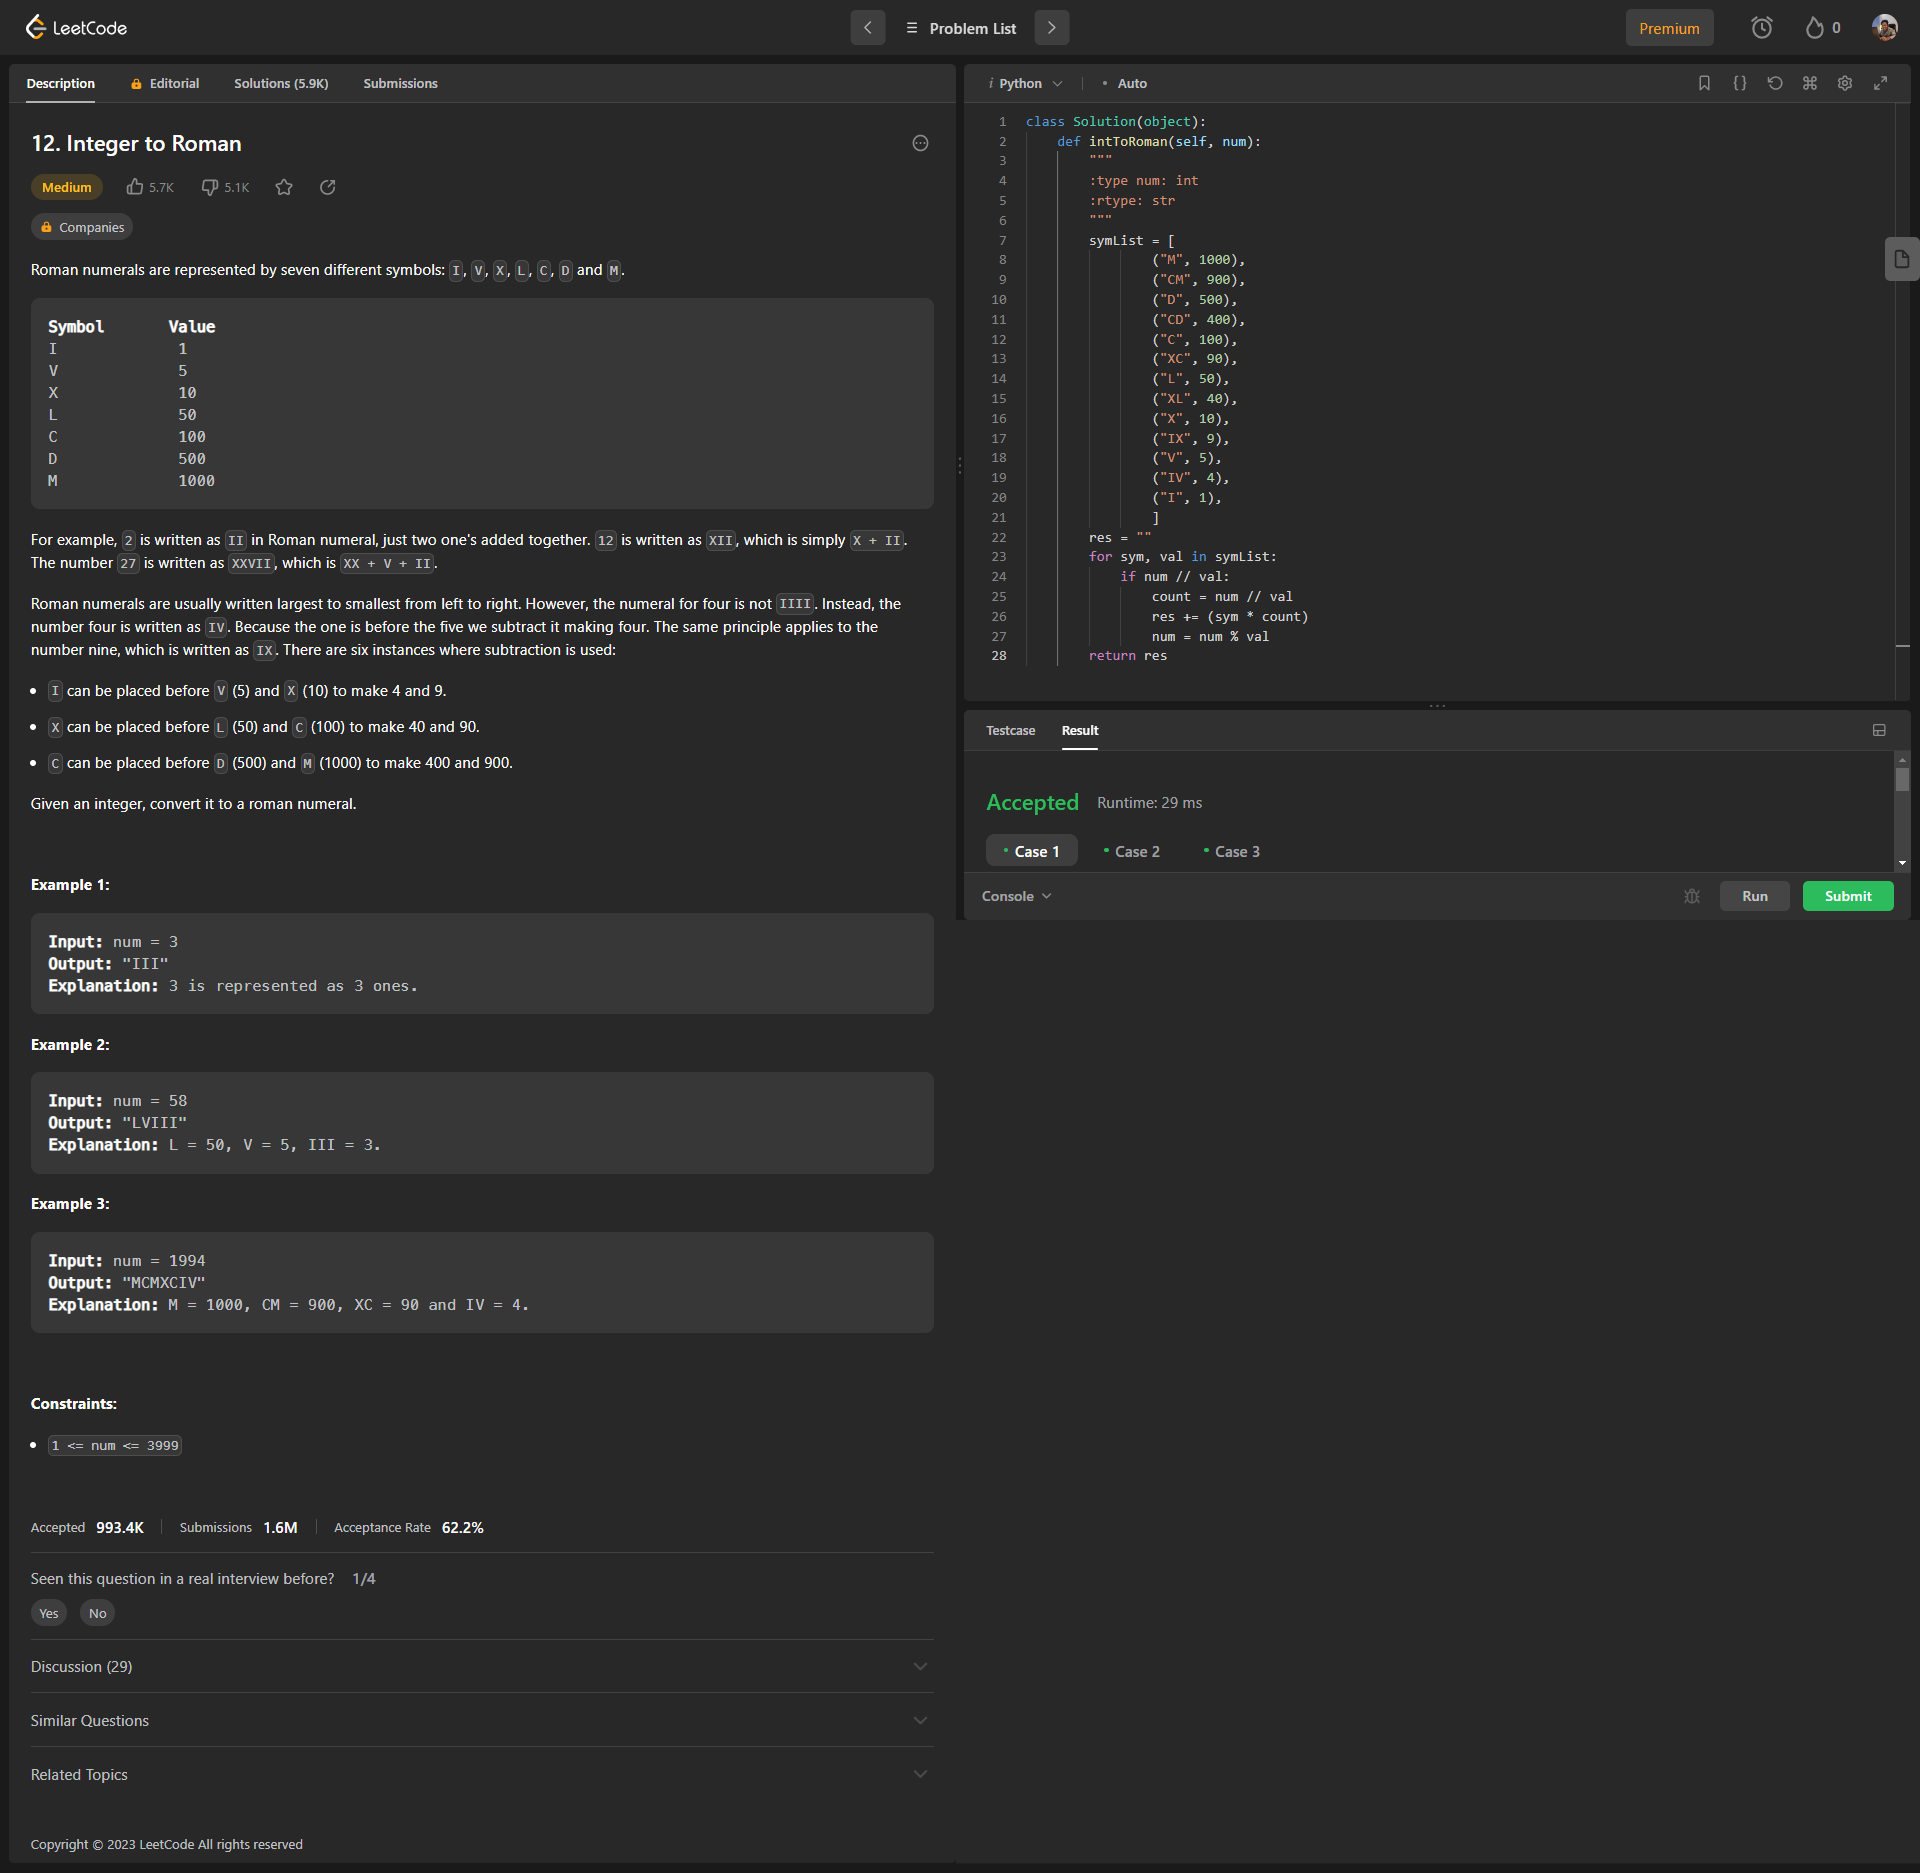 LeetCode
Problem List
Premium
0
Description
Editorial
Solutions (5.9K)
Submissions
12. Integer to Roman
Medium
5.7K
5.1K
Companies
Roman numerals are represented by seven different symbols: I, V, X, L, C, D and M.
Symbol Value
I 1
V 5
X 10
L 50
C 100
D 500
M 1000
For example, 2 is written as II in Roman numeral, just two one's added together. 12 is written as XII, which is simply X + II.
The number 27 is written as XXVII, which is XX + V + II.
Roman numerals are usually written largest to smallest from left to right. However, the numeral for four is not IIII. Instead, the
number four is written as IV. Because the one is before the five we subtract it making four. The same principle applies to the
number nine, which is written as IX. There are six instances where subtraction is used:
• I can be placed before V (5) and X (10) to make 4 and 9.
• X can be placed before L (50) and C (100) to make 40 and 90.
• C can be placed before D (500) and M (1000) to make 400 and 900.
Given an integer, convert it to a roman numeral.
Example 1:
Input: num = 3
Output: "III"
Explanation: 3 is represented as 3 ones.
Example 2:
Input: num = 58
Output: "LVIII"
Explanation: L = 50, V = 5, III = 3.
Example 3:
Input: num = 1994
Output: "MCMXCIV"
Explanation: M = 1000, CM = 900, XC = 90 and IV = 4.
Constraints:
• 1 <= num <= 3999
Accepted 993.4K Submissions 1.6M Acceptance Rate 62.2%
Seen this question in a real interview before? 1/4
Yes No
Discussion (29)
Similar Questions
Related Topics
Copyright © 2023 LeetCode All rights reserved
i Python • Auto
1 class Solution(object):
2     def intToRoman(self, num):
3         """
4         :type num: int
5         :rtype: str
6         """
7         symList = [
8                 ("M", 1000),
9                 ("CM", 900),
10                 ("D", 500),
11                 ("CD", 400),
12                 ("C", 100),
13                 ("XC", 90),
14                 ("L", 50),
15                 ("XL", 40),
16                 ("X", 10),
17                 ("IX", 9),
18                 ("V", 5),
19                 ("IV", 4),
20                 ("I", 1),
21                 ]
22         res = ""
23         for sym, val in symList:
24             if num // val:
25                 count = num // val
26                 res += (sym * count)
27                 num = num % val
28         return res
Testcase Result
Accepted Runtime: 29 ms
• Case 1 • Case 2 • Case 3
Console
Run
Submit